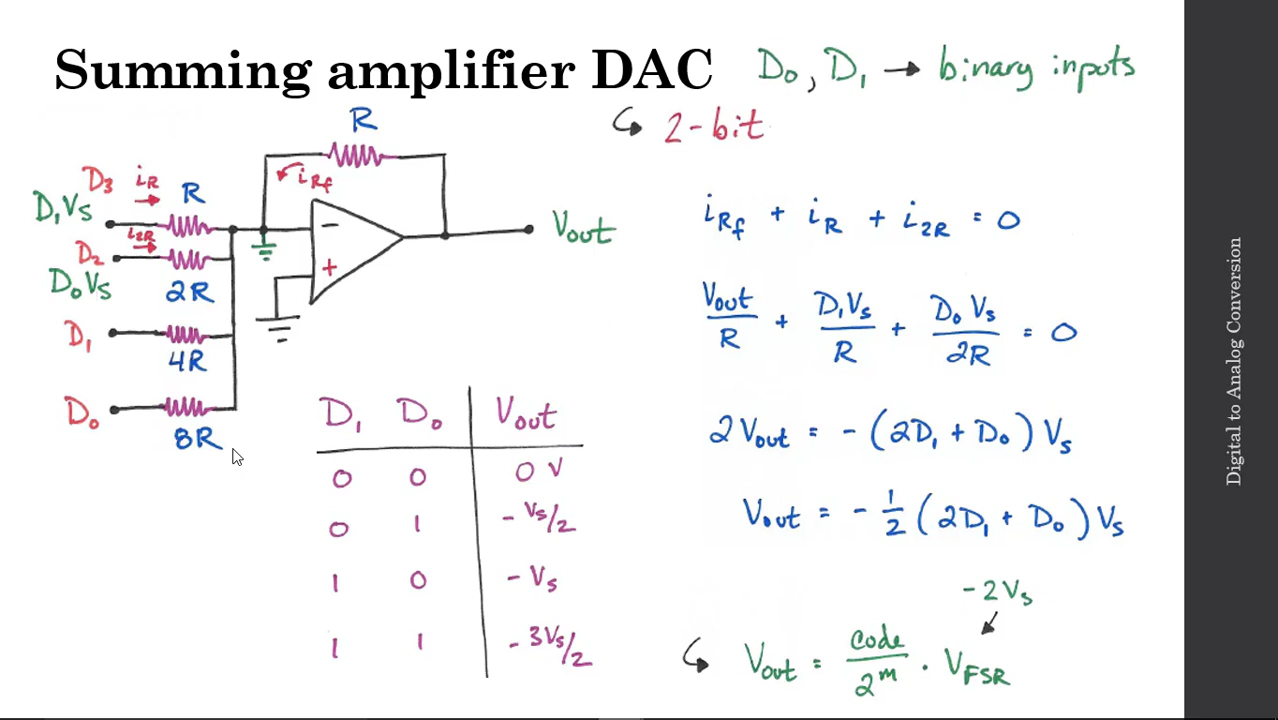 Summing amplifier DAC
D₀, D₁ → binary inputs
↳ 2-bit
R
D₃ i_R R
i_Rf
D₁Vs
i_2R
D₂
D₀Vs 2R
D₁
4R
D₀
8R
−
+
Vout
i_Rf + i_R + i_2R = 0
Vout/R + D₁Vs/R + D₀Vs/2R = 0
2Vout = -(2D₁ + D₀)Vs
Vout = -1/2 (2D₁ + D₀)Vs
-2Vs
↳ Vout = code/2^m · V_FSR
D₁ D₀ Vout
0 0 0 V
0 1 - Vs/2
1 0 - Vs
1 1 - 3Vs/2
Digital to Analog Conversion